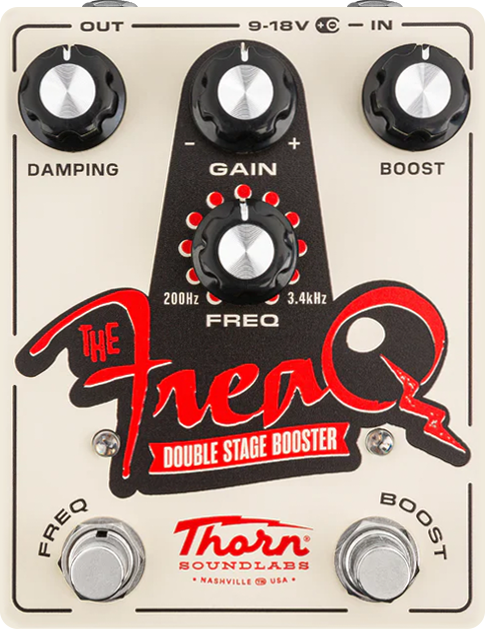 OUT 9-18V IN
DAMPING
- +
GAIN
BOOST
200Hz 3.4kHz
FREQ
THE
FreaQ
DOUBLE STAGE BOOSTER
FREQ
BOOST
Thorn®
SOUNDLABS
• NASHVILLE TN USA •